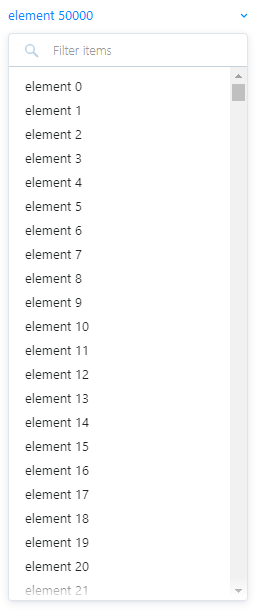 element 50000
Filter items
element 0
element 1
element 2
element 3
element 4
element 5
element 6
element 7
element 8
element 9
element 10
element 11
element 12
element 13
element 14
element 15
element 16
element 17
element 18
element 19
element 20
element 21